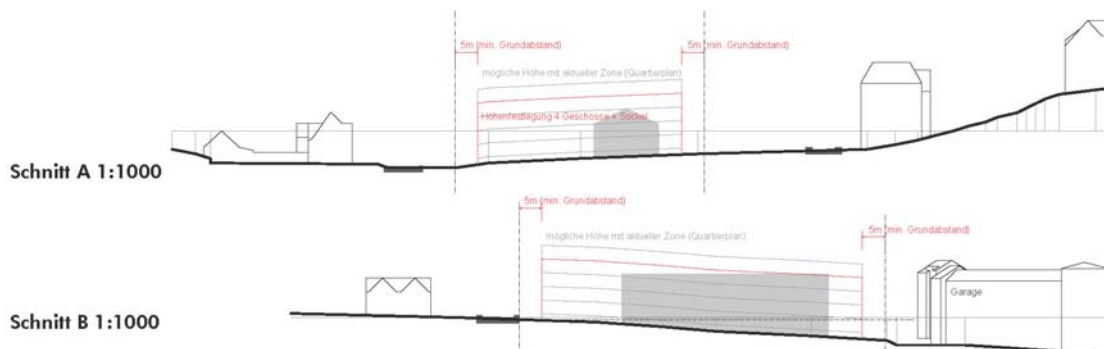 5m (min. Grundabstand)
5m (min. Grundabstand)
mögliche Höhe mit aktueller Zone (Quartierplan)
Höhenfestlegung 4 Geschosse + Sockel
Schnitt A 1:1000
5m (min. Grundabstand)
5m (min. Grundabstand)
mögliche Höhe mit aktueller Zone (Quartierplan)
Garage
Schnitt B 1:1000